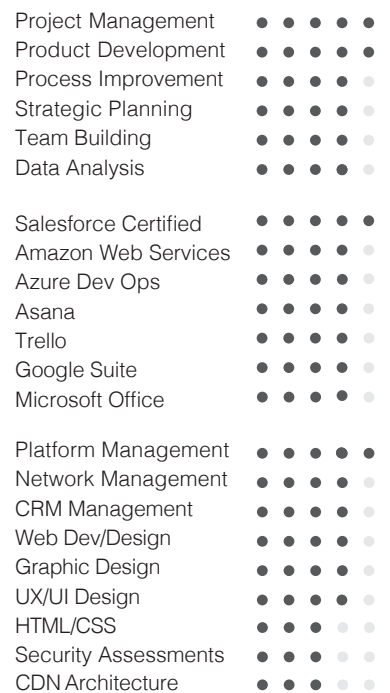 Project Management
Product Development
Process Improvement
Strategic Planning
Team Building
Data Analysis
Salesforce Certified
Amazon Web Services
Azure Dev Ops
Asana
Trello
Google Suite
Microsoft Office
Platform Management
Network Management
CRM Management
Web Dev/Design
Graphic Design
UX/UI Design
HTML/CSS
Security Assessments
CDN Architecture